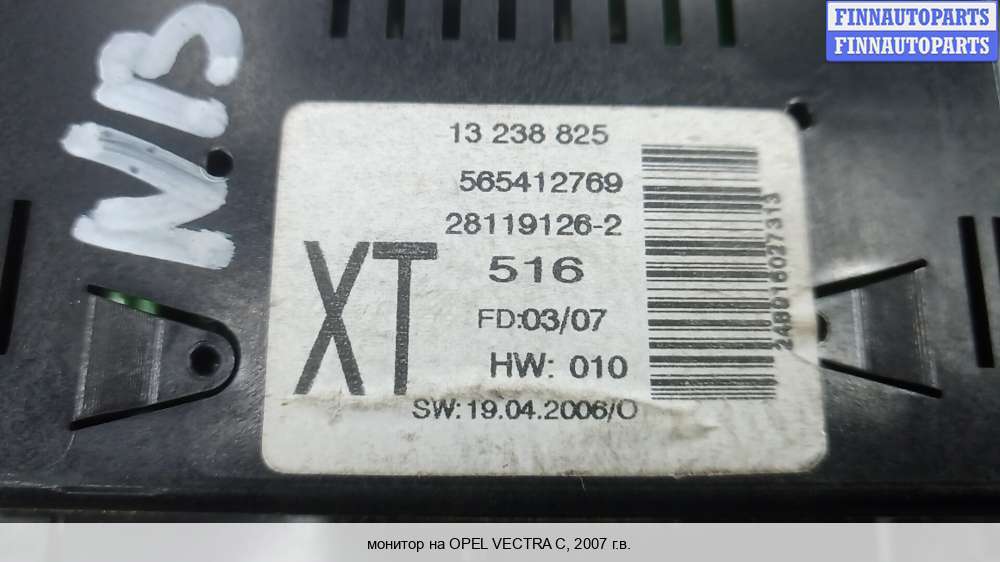 FINNAUTOPARTS
FINNAUTOPARTS
13 238 825
565412769
28119126-2
XT
516
FD:03/07
HW: 010
SW:19.04.2006/O
монитор на OPEL VECTRA C, 2007 г.в.